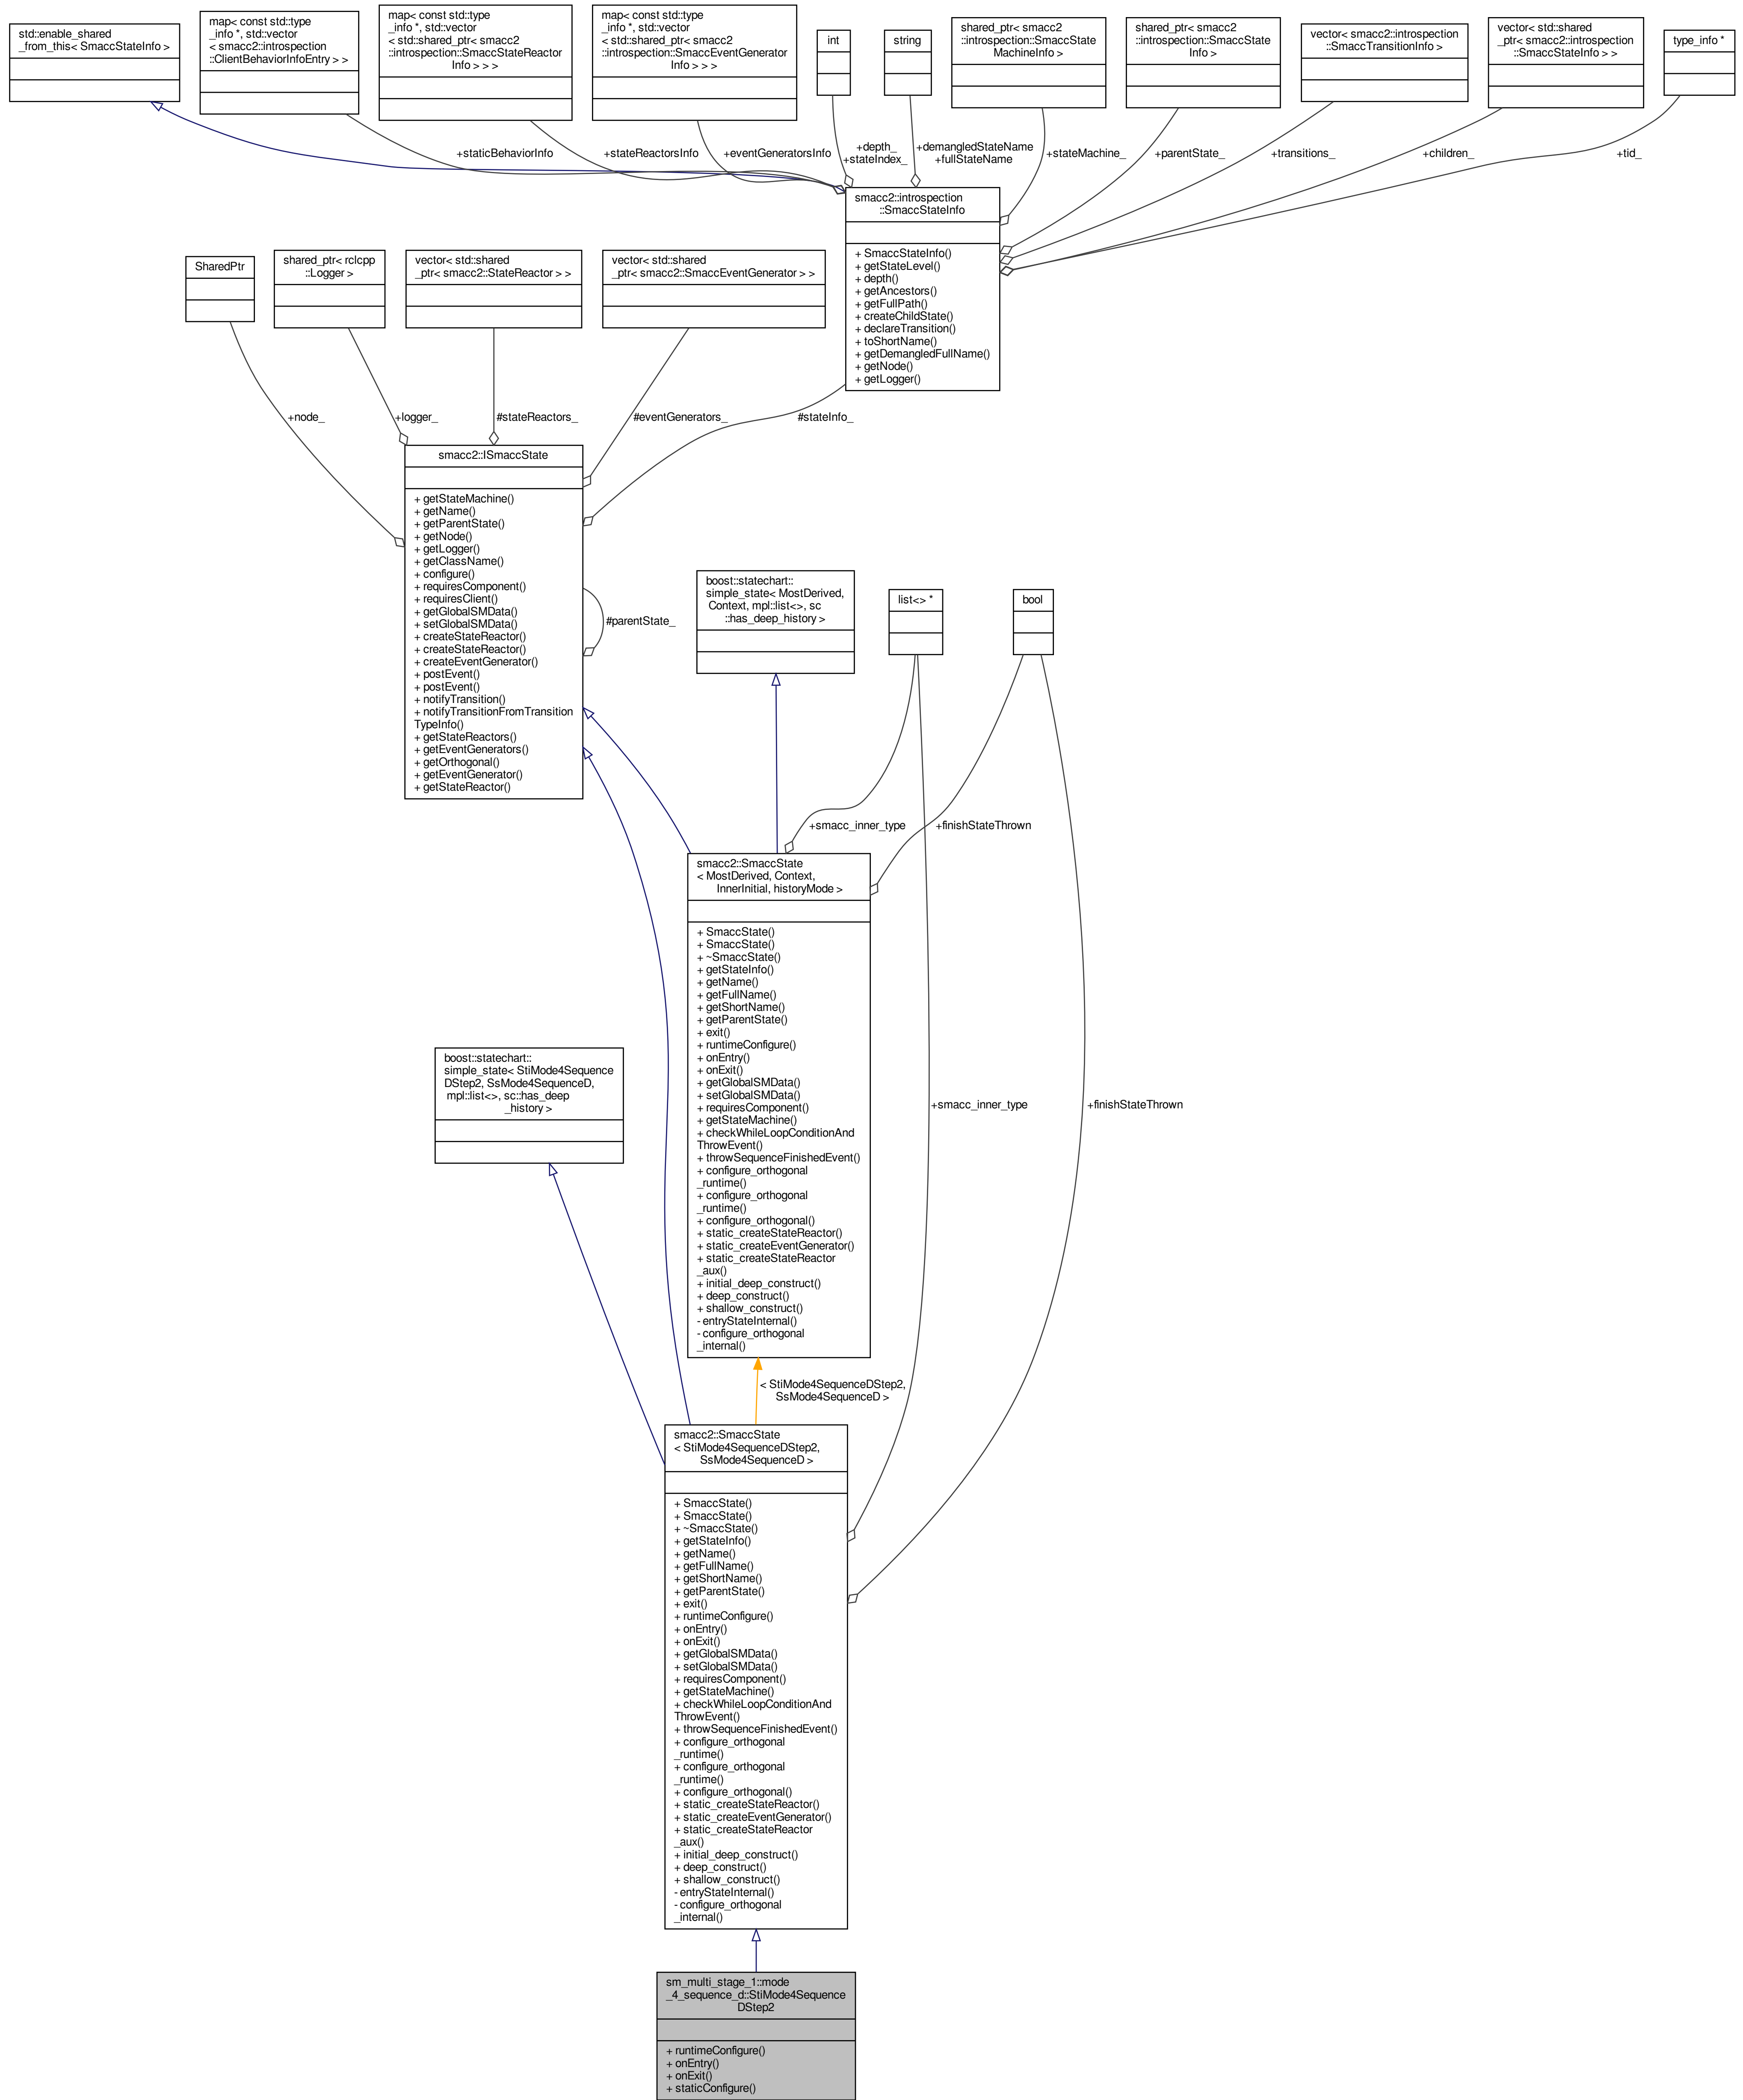 std::enable_shared
_from_this< SmaccStateInfo >
map< const std::type
_info *, std::vector
< smacc2::introspection
::ClientBehaviorInfoEntry > >
map< const std::type
_info *, std::vector
< std::shared_ptr< smacc2
::introspection::SmaccStateReactor
Info > > >
map< const std::type
_info *, std::vector
< std::shared_ptr< smacc2
::introspection::SmaccEventGenerator
Info > > >
int
string
shared_ptr< smacc2
::introspection::SmaccState
MachineInfo >
shared_ptr< smacc2
::introspection::SmaccState
Info >
vector< smacc2::introspection
::SmaccTransitionInfo >
vector< std::shared
_ptr< smacc2::introspection
::SmaccStateInfo > >
type_info *
+staticBehaviorInfo
+stateReactorsInfo
+eventGeneratorsInfo
+depth_
+stateIndex_
+demangledStateName
+fullStateName
+stateMachine_
+parentState_
+transitions_
+children_
+tid_
smacc2::introspection
::SmaccStateInfo
+ SmaccStateInfo()
+ getStateLevel()
+ depth()
+ getAncestors()
+ getFullPath()
+ createChildState()
+ declareTransition()
+ toShortName()
+ getDemangledFullName()
+ getNode()
+ getLogger()
SharedPtr
shared_ptr< rclcpp
::Logger >
vector< std::shared
_ptr< smacc2::StateReactor > >
vector< std::shared
_ptr< smacc2::SmaccEventGenerator > >
+node_
+logger_
#stateReactors_
#eventGenerators_
#stateInfo_
smacc2::ISmaccState
+ getStateMachine()
+ getName()
+ getParentState()
+ getNode()
+ getLogger()
+ getClassName()
+ configure()
+ requiresComponent()
+ requiresClient()
+ getGlobalSMData()
+ setGlobalSMData()
+ createStateReactor()
+ createStateReactor()
+ createEventGenerator()
+ postEvent()
+ postEvent()
+ notifyTransition()
+ notifyTransitionFromTransition
TypeInfo()
+ getStateReactors()
+ getEventGenerators()
+ getOrthogonal()
+ getEventGenerator()
+ getStateReactor()
#parentState_
boost::statechart::
simple_state< MostDerived,
Context, mpl::list<>, sc
::has_deep_history >
list<> *
bool
+smacc_inner_type
+finishStateThrown
smacc2::SmaccState
< MostDerived, Context,
InnerInitial, historyMode >
+ SmaccState()
+ SmaccState()
+ ~SmaccState()
+ getStateInfo()
+ getName()
+ getFullName()
+ getShortName()
+ getParentState()
+ exit()
+ runtimeConfigure()
+ onEntry()
+ onExit()
+ getGlobalSMData()
+ setGlobalSMData()
+ requiresComponent()
+ getStateMachine()
+ checkWhileLoopConditionAnd
ThrowEvent()
+ throwSequenceFinishedEvent()
+ configure_orthogonal
_runtime()
+ configure_orthogonal
_runtime()
+ configure_orthogonal()
+ static_createStateReactor()
+ static_createEventGenerator()
+ static_createStateReactor
_aux()
+ initial_deep_construct()
+ deep_construct()
+ shallow_construct()
- entryStateInternal()
- configure_orthogonal
_internal()
boost::statechart::
simple_state< StiMode4Sequence
DStep2, SsMode4SequenceD,
mpl::list<>, sc::has_deep
_history >
+smacc_inner_type
+finishStateThrown
< StiMode4SequenceDStep2,
SsMode4SequenceD >
smacc2::SmaccState
< StiMode4SequenceDStep2,
SsMode4SequenceD >
+ SmaccState()
+ SmaccState()
+ ~SmaccState()
+ getStateInfo()
+ getName()
+ getFullName()
+ getShortName()
+ getParentState()
+ exit()
+ runtimeConfigure()
+ onEntry()
+ onExit()
+ getGlobalSMData()
+ setGlobalSMData()
+ requiresComponent()
+ getStateMachine()
+ checkWhileLoopConditionAnd
ThrowEvent()
+ throwSequenceFinishedEvent()
+ configure_orthogonal
_runtime()
+ configure_orthogonal
_runtime()
+ configure_orthogonal()
+ static_createStateReactor()
+ static_createEventGenerator()
+ static_createStateReactor
_aux()
+ initial_deep_construct()
+ deep_construct()
+ shallow_construct()
- entryStateInternal()
- configure_orthogonal
_internal()
sm_multi_stage_1::mode
_4_sequence_d::StiMode4Sequence
DStep2
+ runtimeConfigure()
+ onEntry()
+ onExit()
+ staticConfigure()